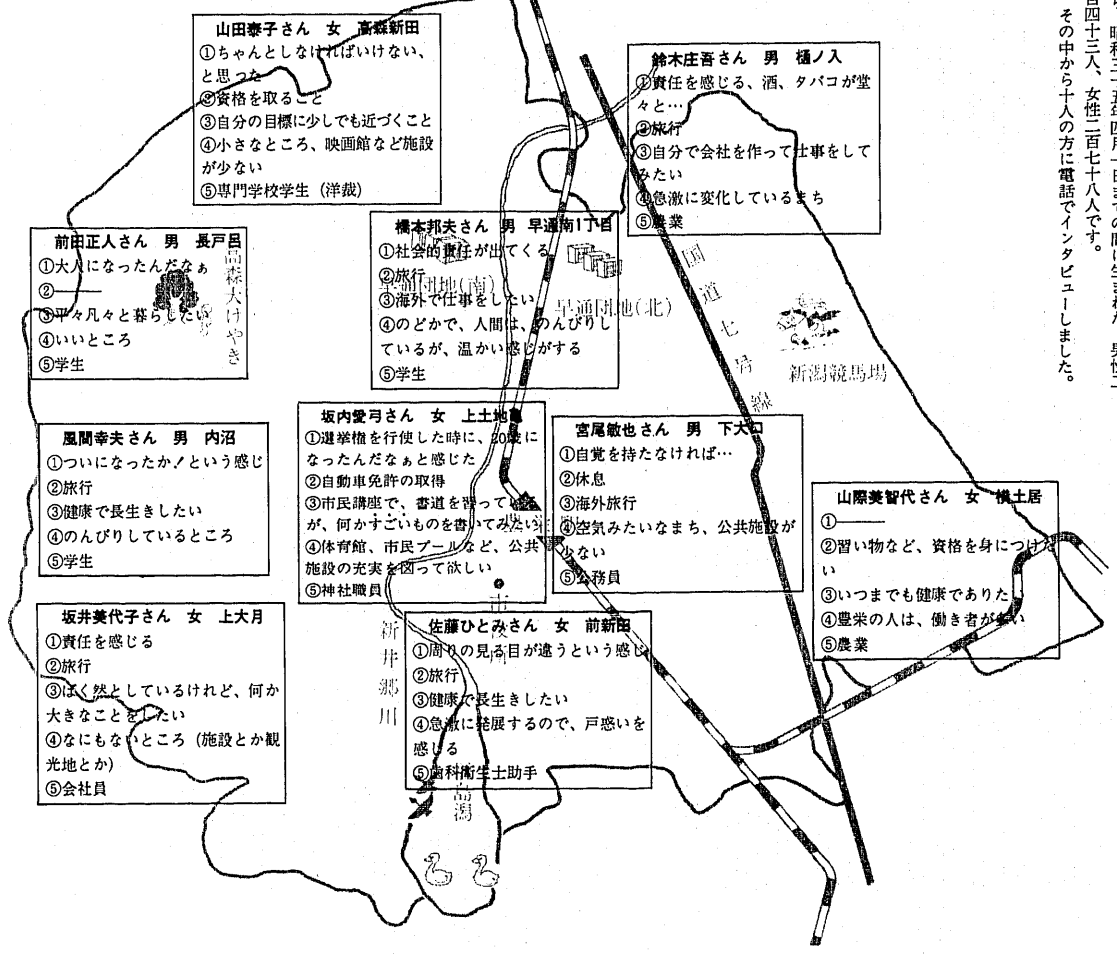 四十三人、女性二百七十八人です。
その中から十人の方に電話でインタビューしました。
山田泰子さん 女 高森新田
①ちゃんとしなければいけない、
と思った
②資格を取ること
③自分の目標に少しでも近づくこと
④小さなところ、映画館など施設
が少ない
⑤専門学校学生（洋裁）
鈴木庄吾さん 男 樋ノ入
①責任を感じる、酒、タバコが堂
々と…
②旅行
③自分で会社を作って仕事をして
みたい
④急激に変化しているまち
⑤農業
前田正人さん 男 長戸呂
①大人になったんだなぁ
②――
③平々凡々と暮らしたい
④いいところ
⑤学生
高森大けやき
橋本邦夫さん 男 早通南1丁目
①社会的責任が出てくる
②旅行
③海外で仕事をしたい
④のどかで、人間は、のんびりし
ているが、温かい感じがする
⑤学生
早通団地(南)
早通団地(北)
国道七号線
新潟競馬場
風間幸夫さん 男 内沼
①ついになったか！という感じ
②旅行
③健康で長生きしたい
④のんびりしているところ
⑤学生
坂内愛弓さん 女 上土地亀
①選挙権を行使した時に、20歳に
なったんだなぁと感じた
②自動車免許の取得
③市民講座で、書道を習っている
が、何かすごいものを書いてみたい
④体育館、市民プールなど、公共
施設の充実を図って欲しい
⑤神社職員
宮尾敏也さん 男 下大口
①自覚を持たなければ…
②休息
③海外旅行
④空気みたいなまち、公共施設が
少ない
⑤公務員
山際美智代さん 女 横土居
①――
②習い物など、資格を身につけた
い
③いつまでも健康でありたい
④豊栄の人は、働き者が多い
⑤農業
坂井美代子さん 女 上大月
①責任を感じる
②旅行
③ばく然としているけれど、何か
大きなことをしたい
④なにもないところ（施設とか観
光地とか）
⑤会社員
市役所
新井郷川
佐藤ひとみさん 女 前新田
①周りの見る目が違うという感じ
②旅行
③健康で長生きしたい
④急激に発展するので、戸惑いを
感じる
⑤歯科衛生士助手
島潟